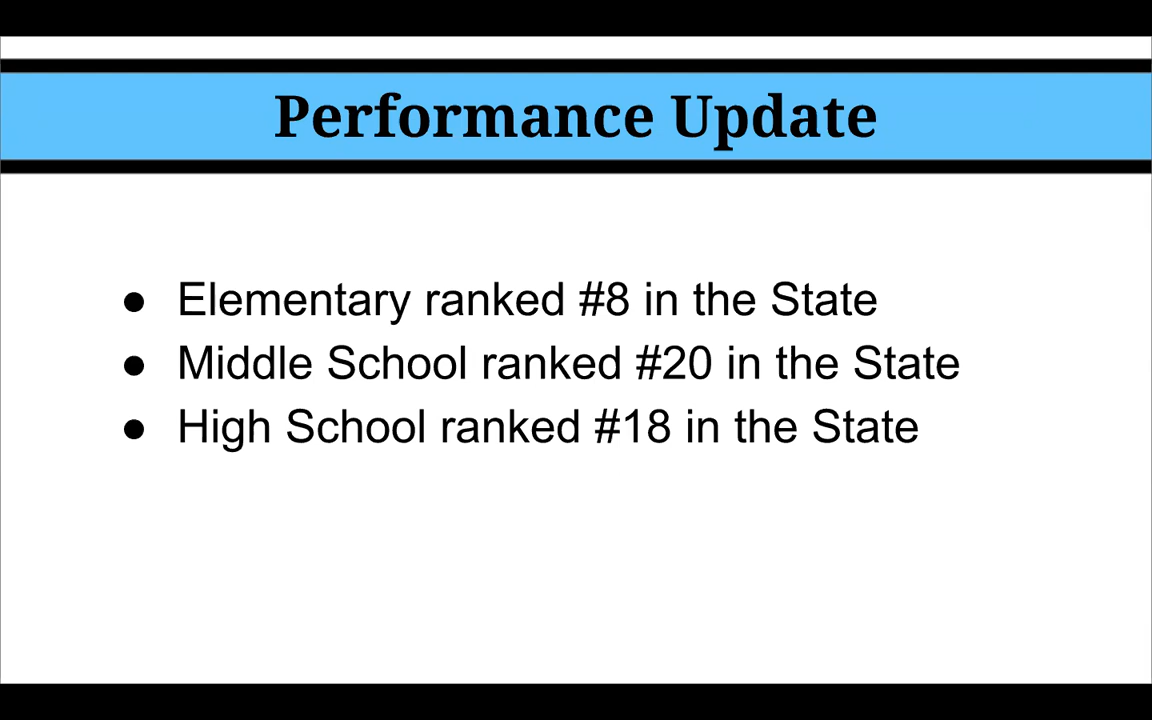 Performance Update
● Elementary ranked #8 in the State
● Middle School ranked #20 in the State
● High School ranked #18 in the State